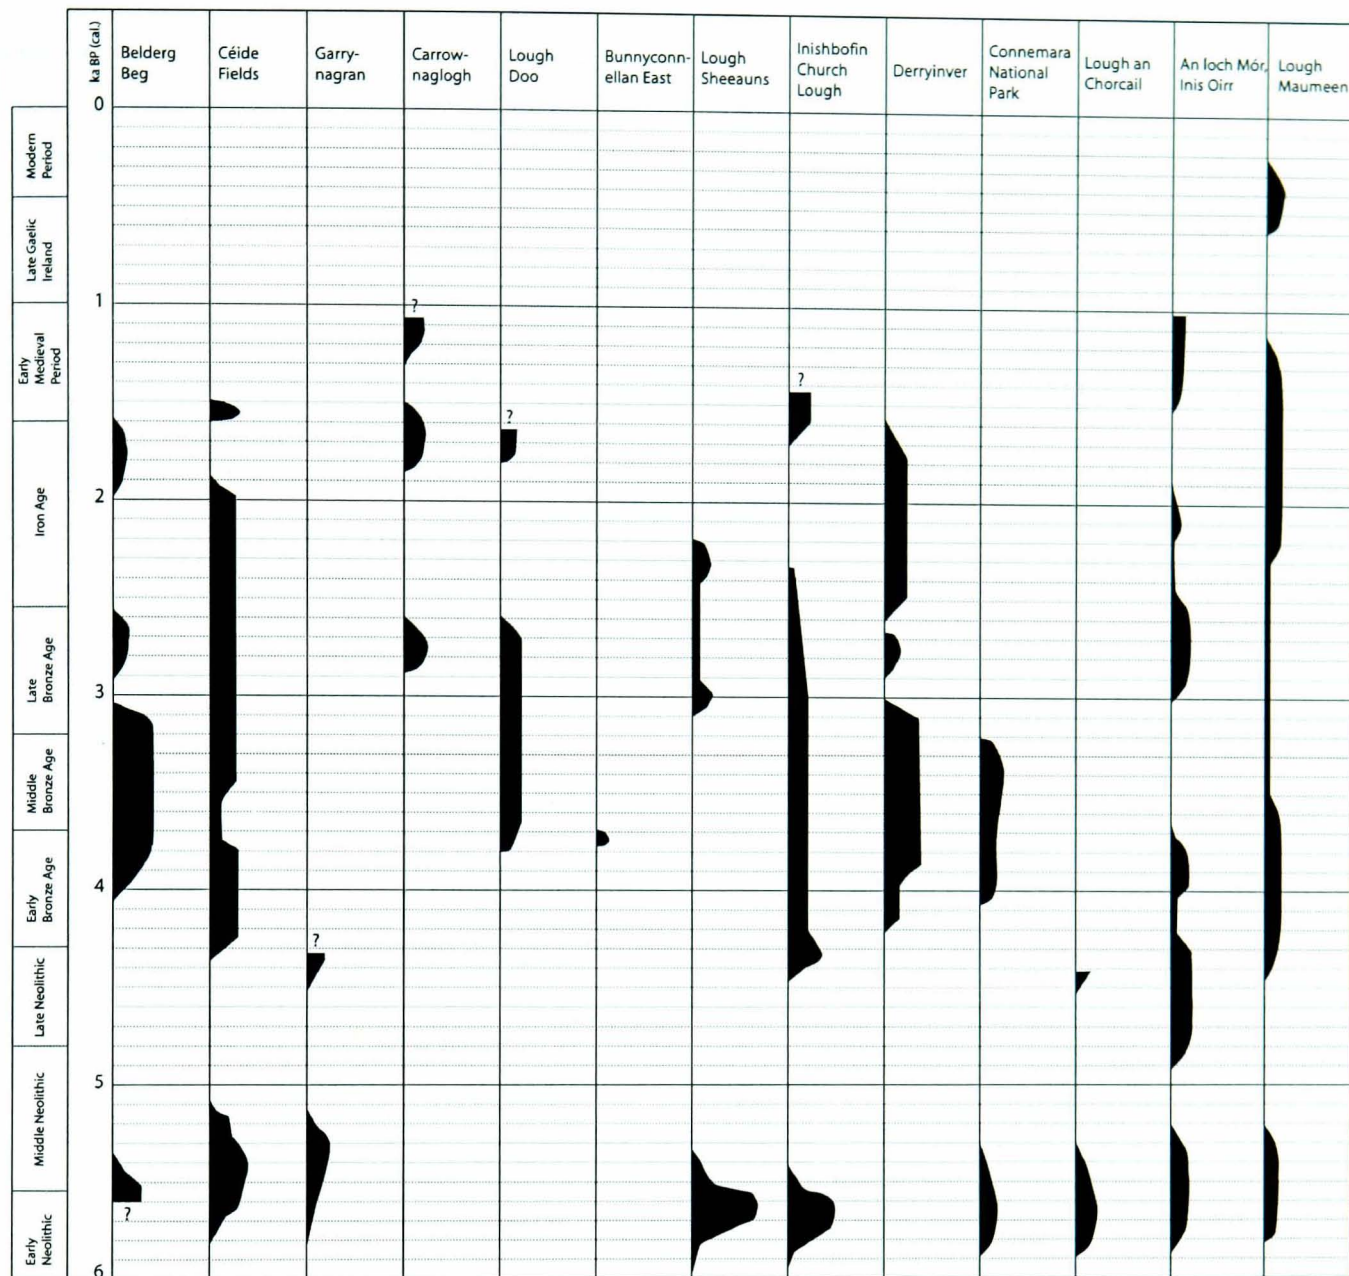 ka BP (cal.)
Belderg
Beg
Céide
Fields
Garry-
nagran
Carrow-
naglogh
Lough
Doo
Bunnyconn-
ellan East
Lough
Sheeauns
Inishbofin
Church
Lough
Derryinver
Connemara
National
Park
Lough an
Chorcail
An loch Mór,
Inis Oirr
Lough
Maumeen
0
Modern
Period
Late Gaelic
Ireland
1
?
Early
Medieval
Period
?
?
Iron Age
2
Late
Bronze Age
3
Middle
Bronze Age
Early
Bronze Age
4
?
Late Neolithic
5
Middle Neolithic
?
Early
Neolithic
6